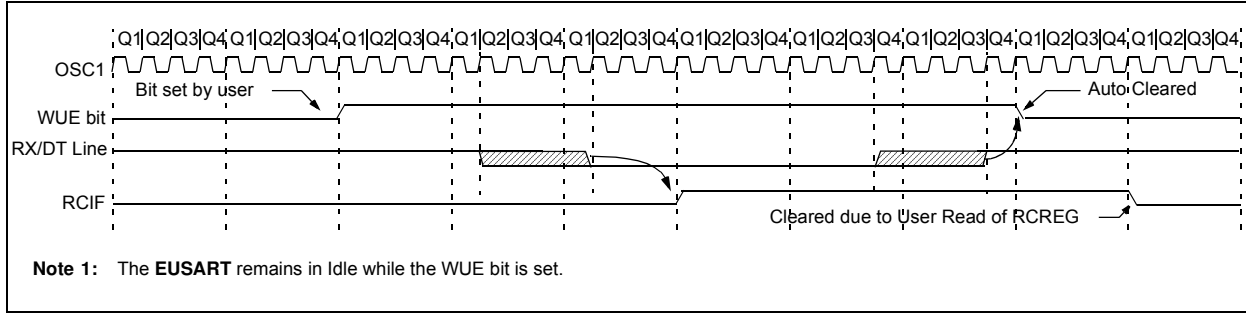 Q1 Q2 Q3 Q4 Q1 Q2 Q3 Q4 Q1 Q2 Q3 Q4 Q1 Q2 Q3 Q4 Q1 Q2 Q3 Q4 Q1 Q2 Q3 Q4 Q1 Q2 Q3 Q4 Q1 Q2 Q3 Q4 Q1 Q2 Q3 Q4 Q1 Q2 Q3 Q4
OSC1
Bit set by user
Auto Cleared
WUE bit
RX/DT Line
RCIF
Cleared due to User Read of RCREG
Note 1: The EUSART remains in Idle while the WUE bit is set.